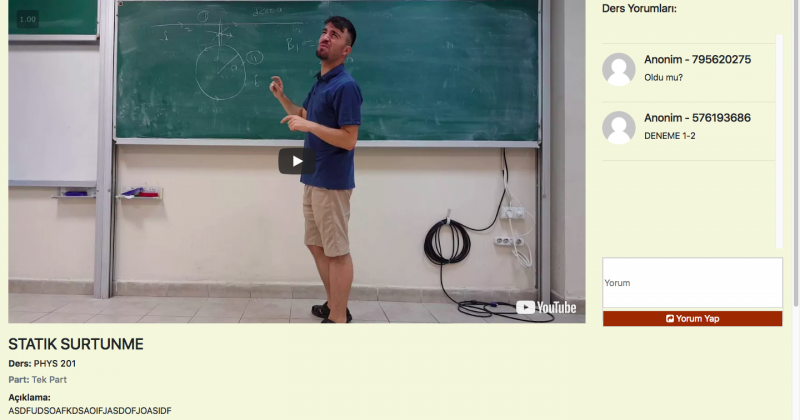 1.00
B₁
YouTube
STATIK SURTUNME
Ders: PHYS 201
Part: Tek Part
Açıklama:
ASDFUDSOAFKDSAOIFJASDOFJOASIDF
Ders Yorumları:
Anonim - 795620275
Oldu mu?
Anonim - 576193686
DENEME 1-2
Yorum
Yorum Yap